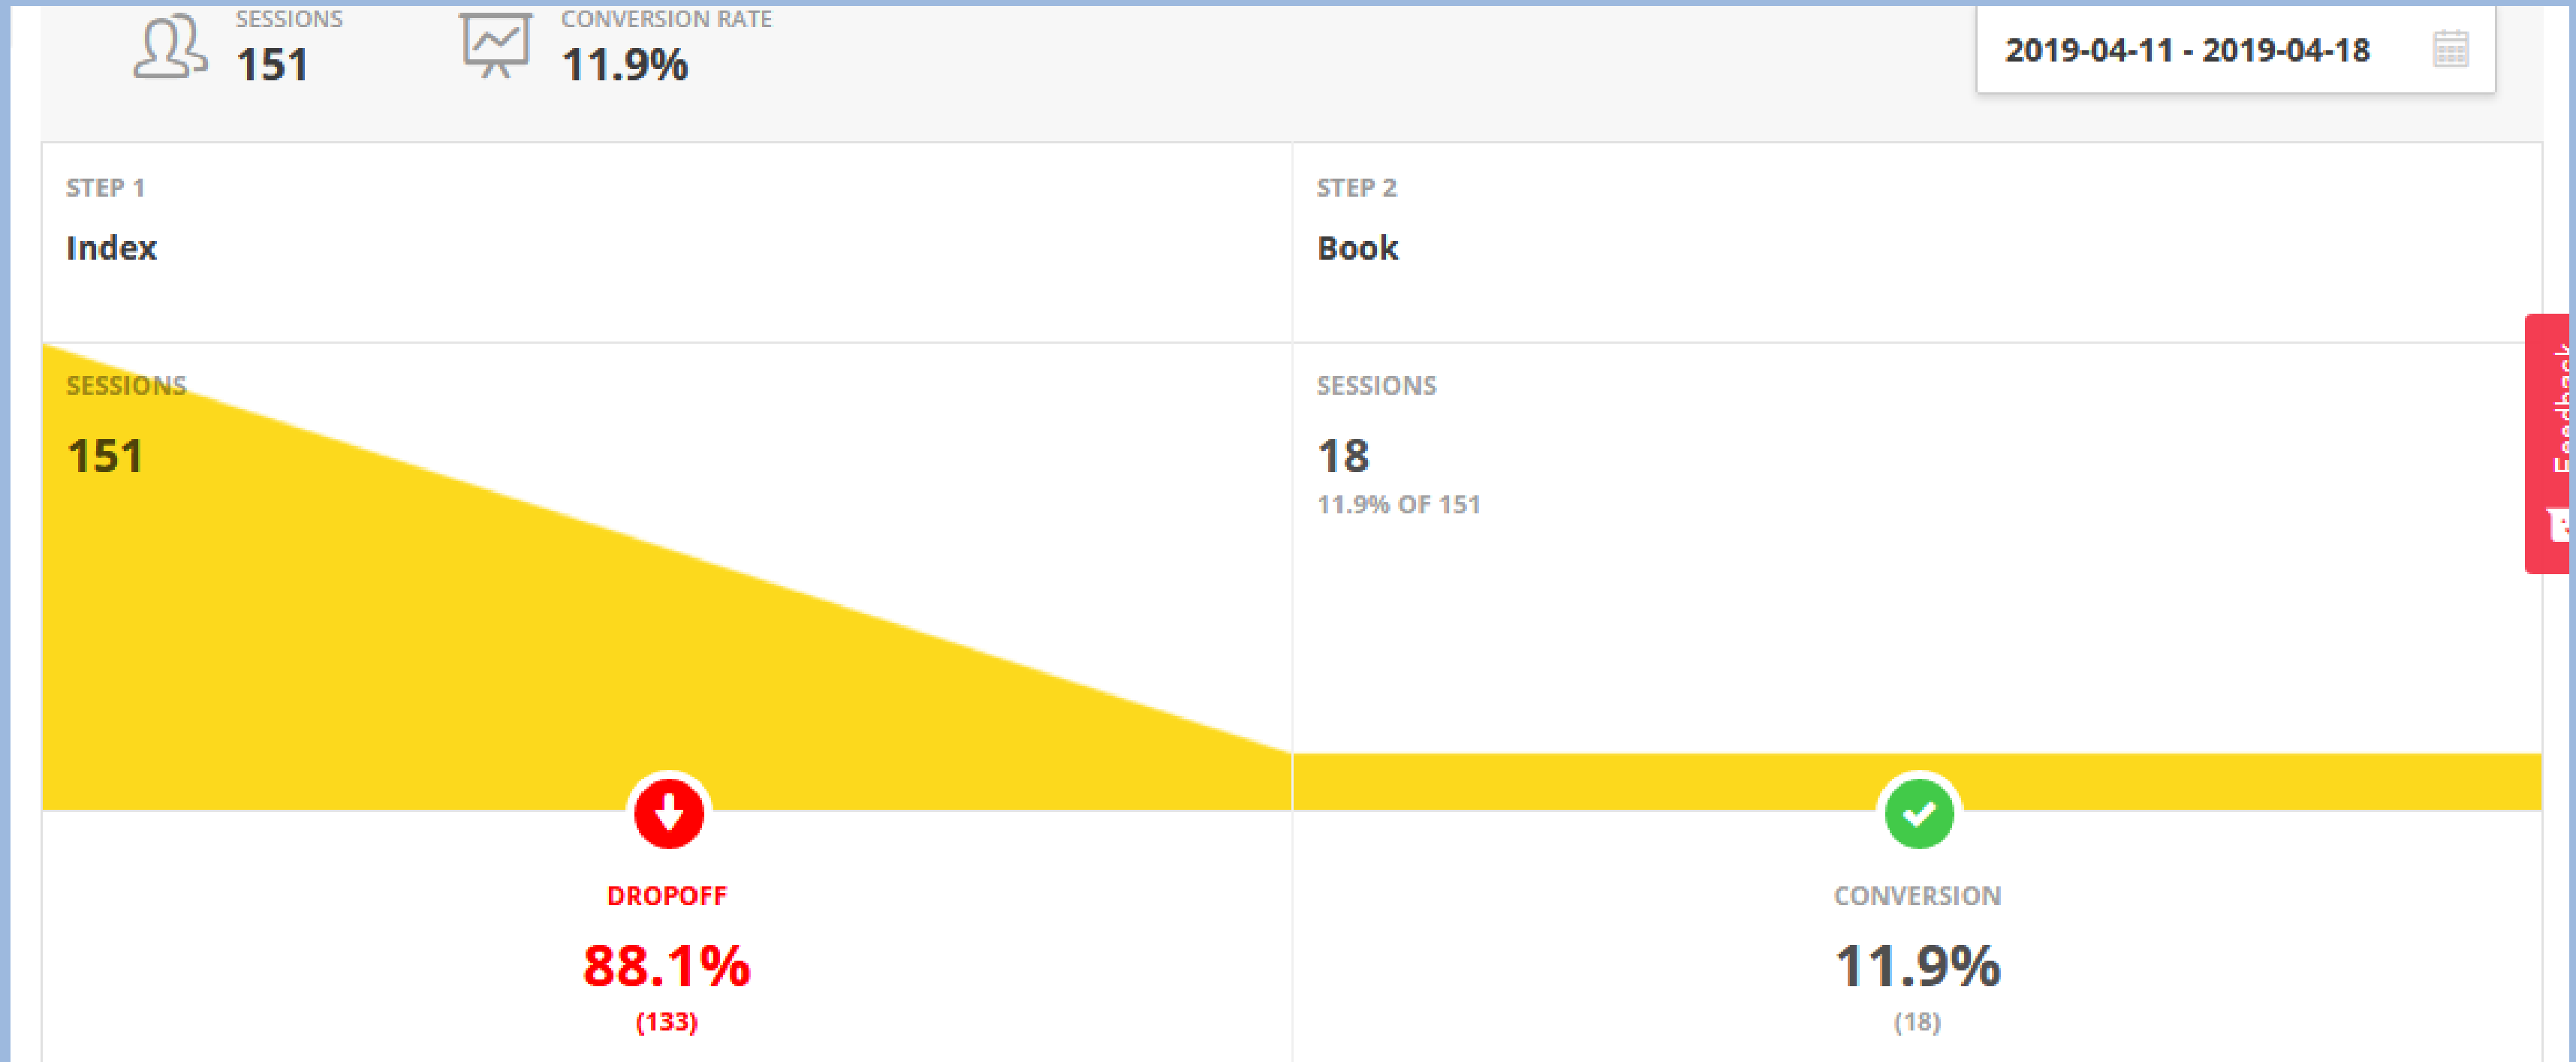 SESSIONS
151
CONVERSION RATE
11.9%
2019-04-11 - 2019-04-18
STEP 1
Index
STEP 2
Book
SESSIONS
151
SESSIONS
18
11.9% OF 151
Feedback
DROPOFF
88.1%
(133)
CONVERSION
11.9%
(18)